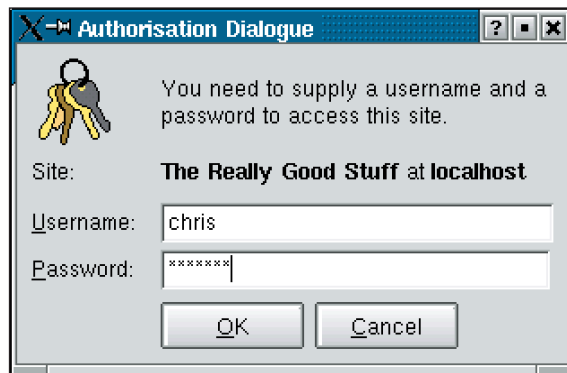 Authorisation Dialogue
You need to supply a username and a
password to access this site.
Site: The Really Good Stuff at localhost
Username: chris
Password: *******
OK Cancel